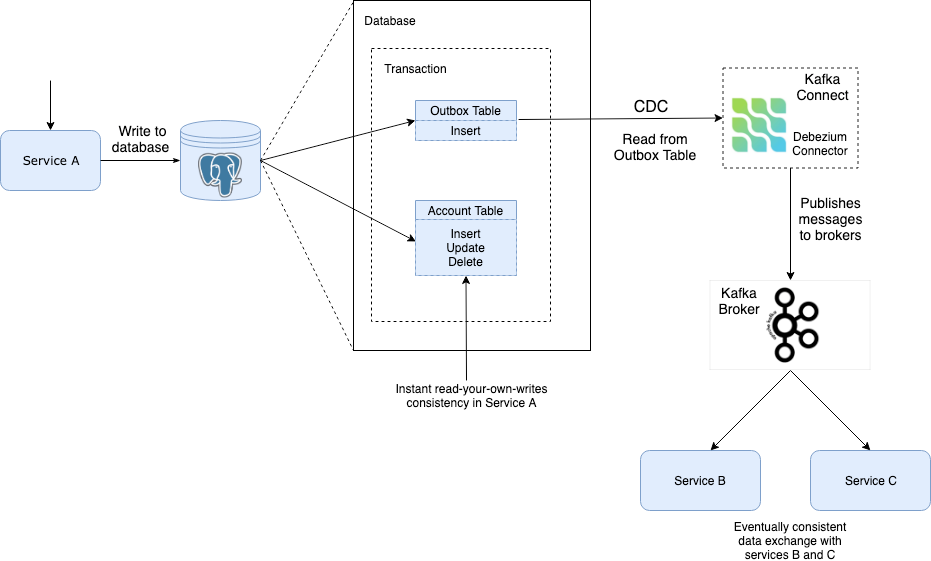 Database
Transaction
Kafka
Connect
Outbox Table
Insert
CDC
Write to
database
Read from
Outbox Table
Debezium
Connector
Service A
Account Table
Insert
Update
Delete
Publishes
messages
to brokers
Kafka
Broker
Instant read-your-own-writes
consistency in Service A
Service B
Service C
Eventually consistent
data exchange with
services B and C